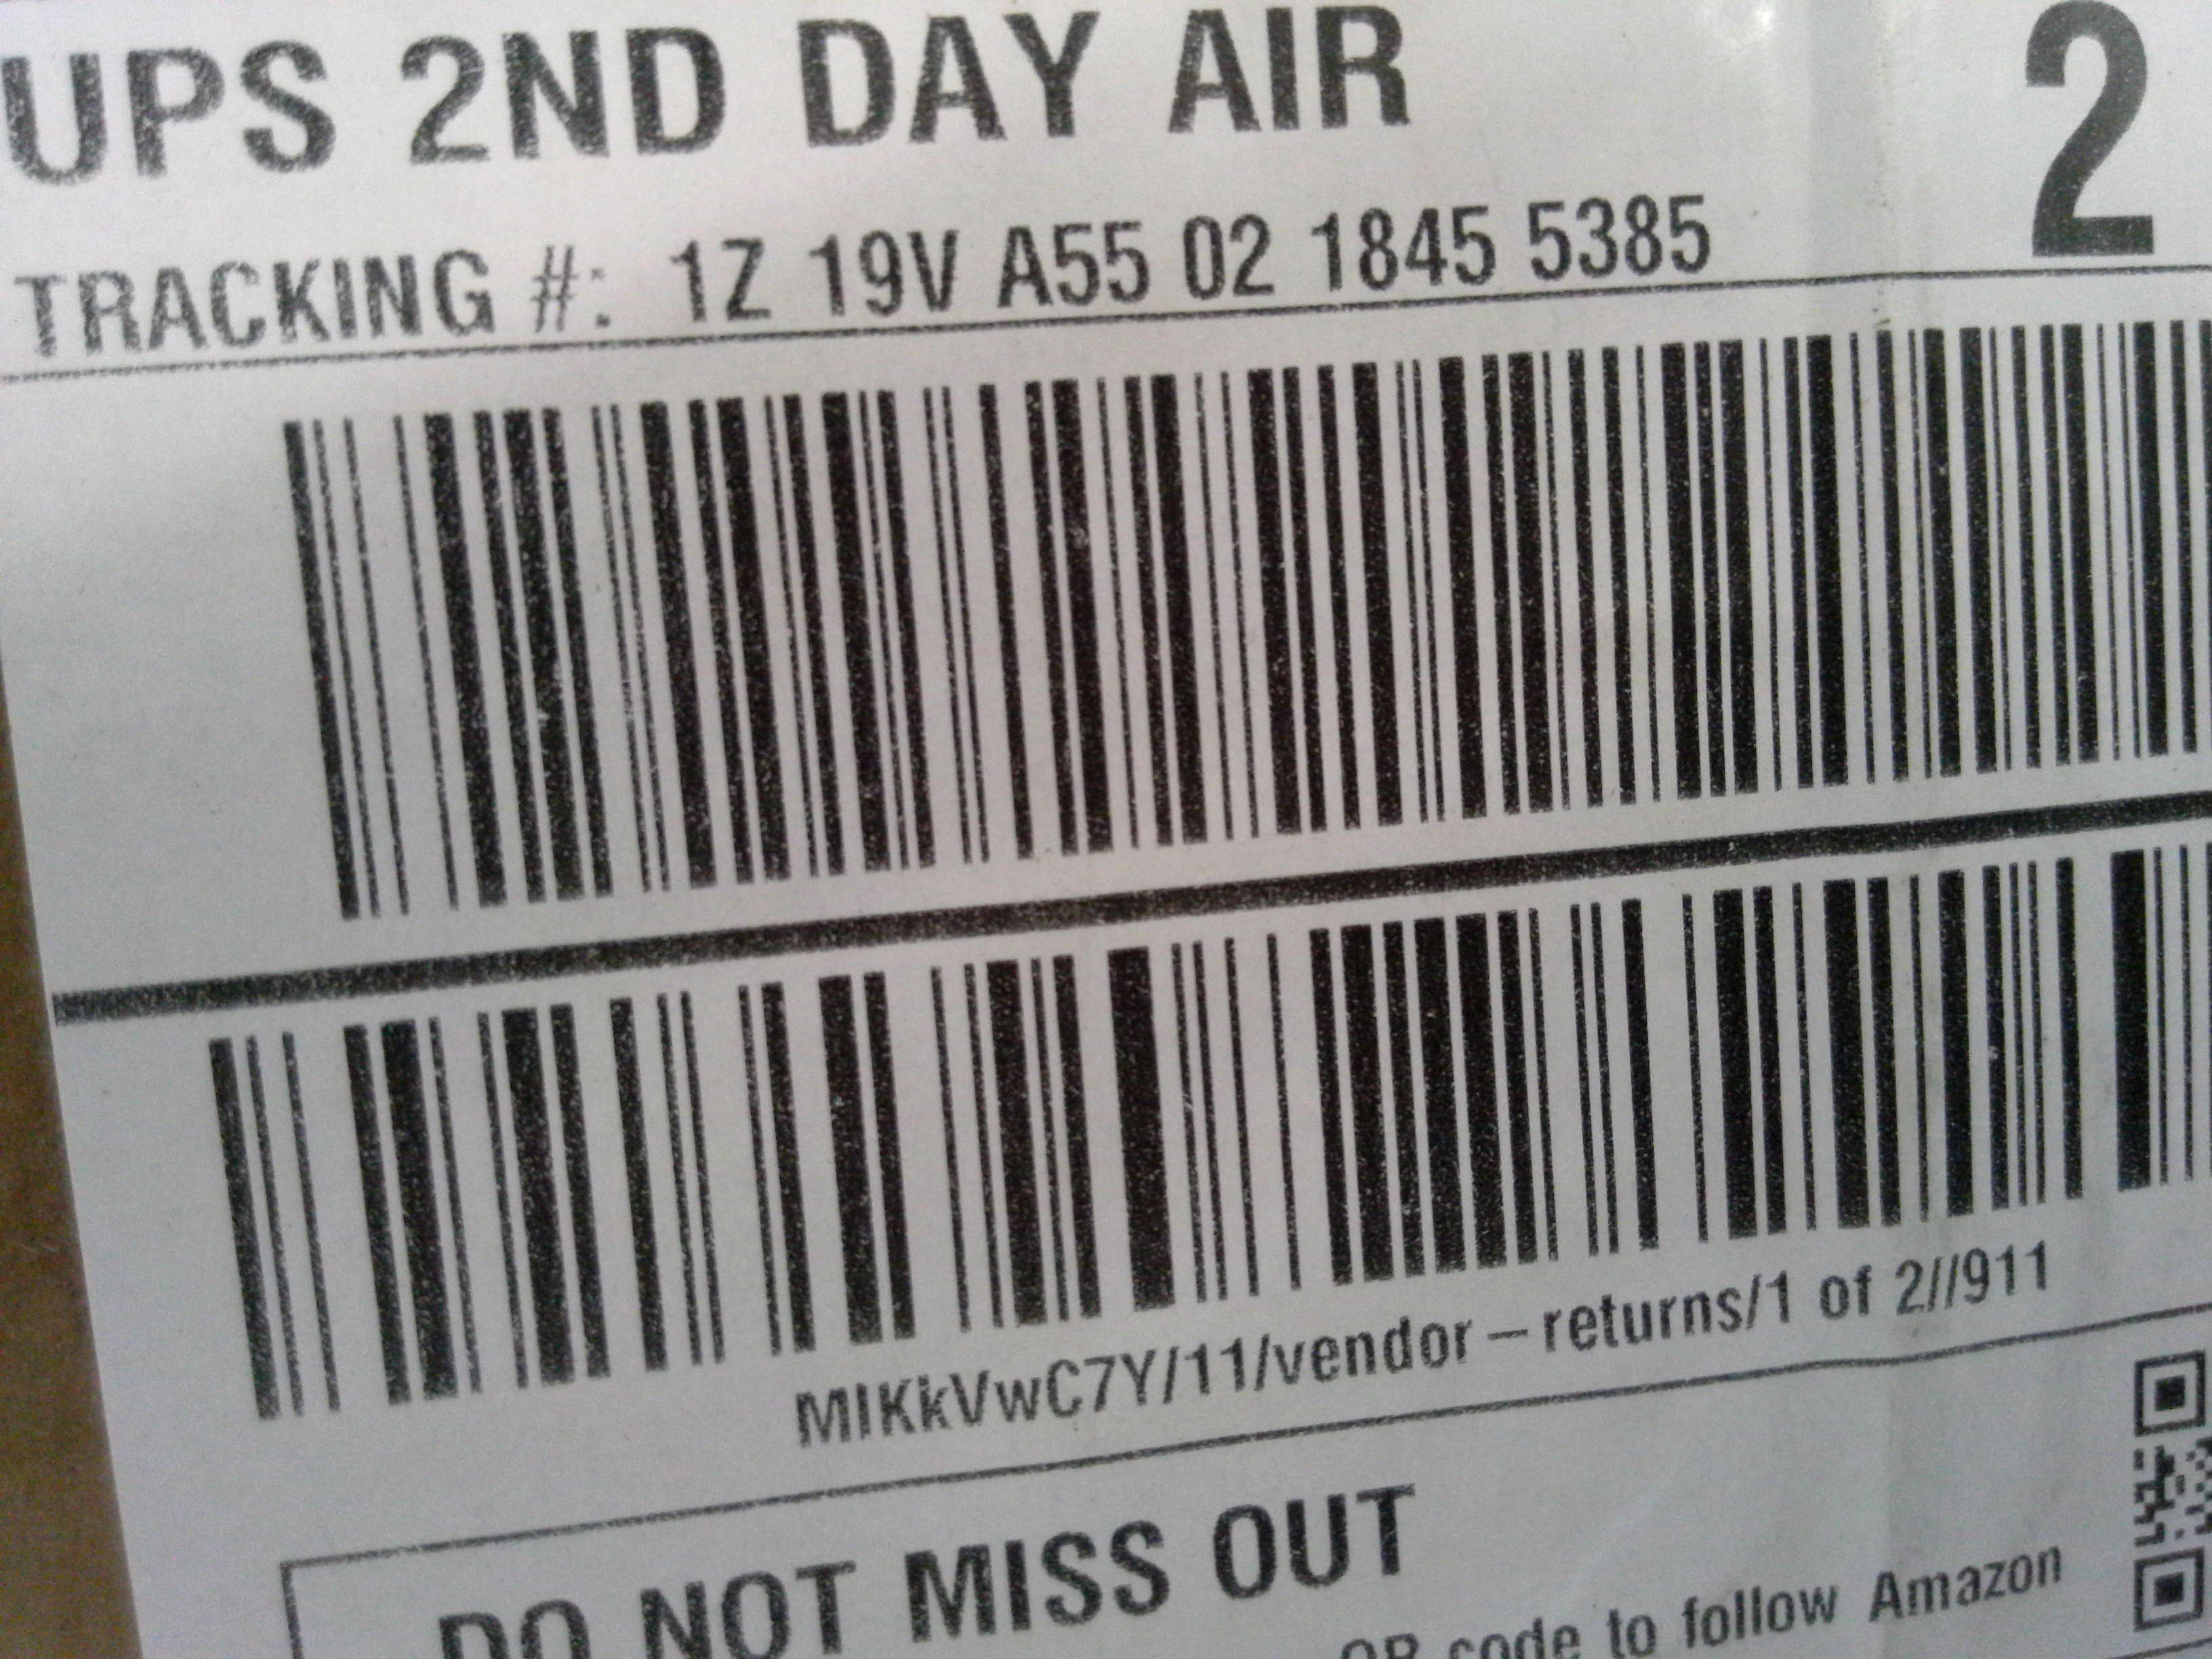 UPS 2ND DAY AIR
2
TRACKING #: 1Z 19V A55 02 1845 5385
MIKkVwC7Y/11/vendor-returns/1 of 2//911
DO NOT MISS OUT
QR code to follow Amazon